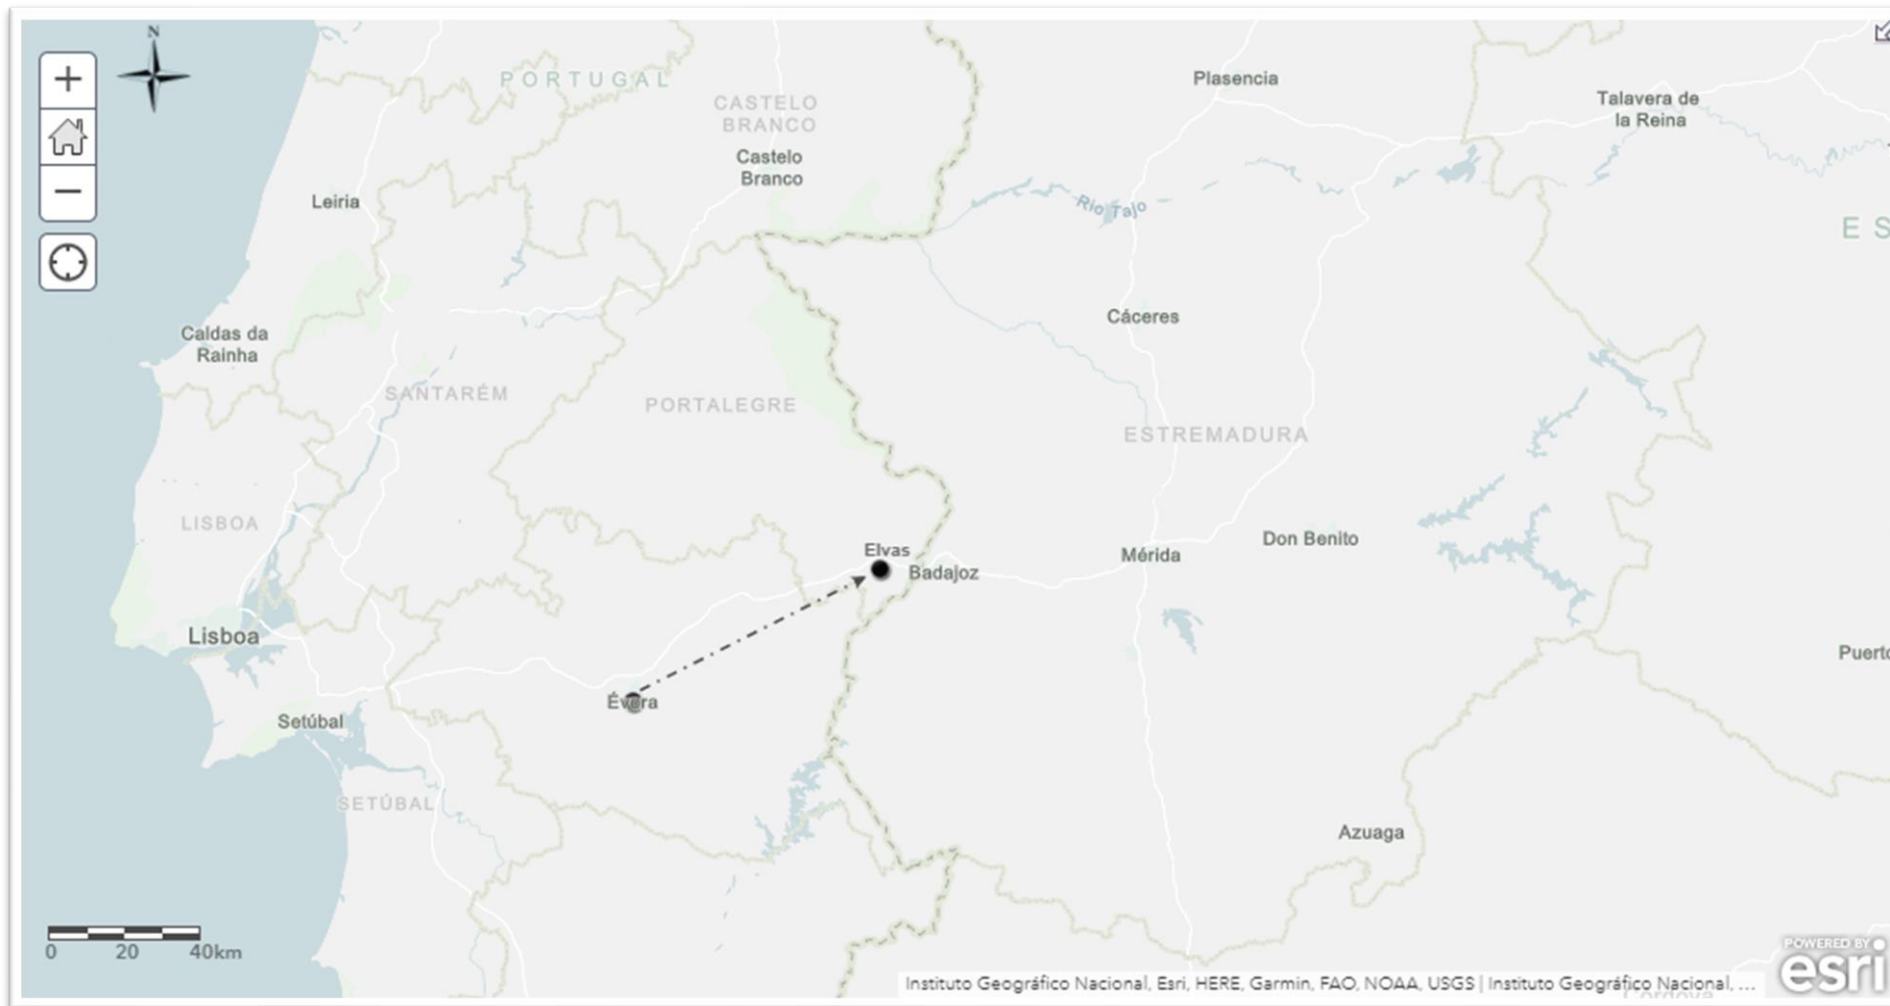 N
PORTUGAL
CASTELO
BRANCO
Castelo
Branco
Plasencia
Talavera de
la Reina
Leiria
Rio Tajo
ES
Caldas da
Rainha
Cáceres
SANTARÉM
PORTALEGRE
ESTREMADURA
LISBOA
Elvas
Badajoz
Mérida
Don Benito
Lisboa
Puerto
Évora
Setúbal
SETÚBAL
Azuaga
0 20 40km
Instituto Geográfico Nacional, Esri, HERE, Garmin, FAO, NOAA, USGS | Instituto Geográfico Nacional, ...
POWERED BY
esri